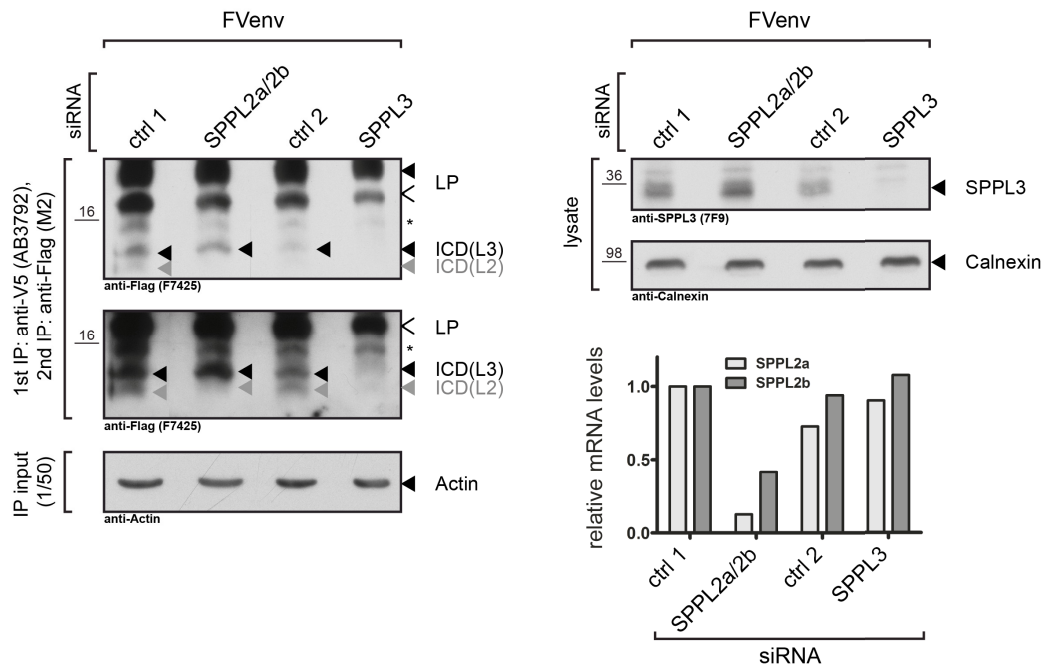 FVenv
siRNA
ctrl 1
SPPL2a/2b
ctrl 2
SPPL3
1st IP: anti-V5 (AB3792),
2nd IP: anti-Flag (M2)
16
LP
*
ICD(L3)
ICD(L2)
anti-Flag (F7425)
16
LP
*
ICD(L3)
ICD(L2)
anti-Flag (F7425)
IP input
(1/50)
Actin
anti-Actin
FVenv
siRNA
ctrl 1
SPPL2a/2b
ctrl 2
SPPL3
lysate
36
SPPL3
anti-SPPL3 (7F9)
98
Calnexin
anti-Calnexin
relative mRNA levels
1.0
0.5
0.0
SPPL2a
SPPL2b
ctrl 1
SPPL2a/2b
ctrl 2
SPPL3
siRNA